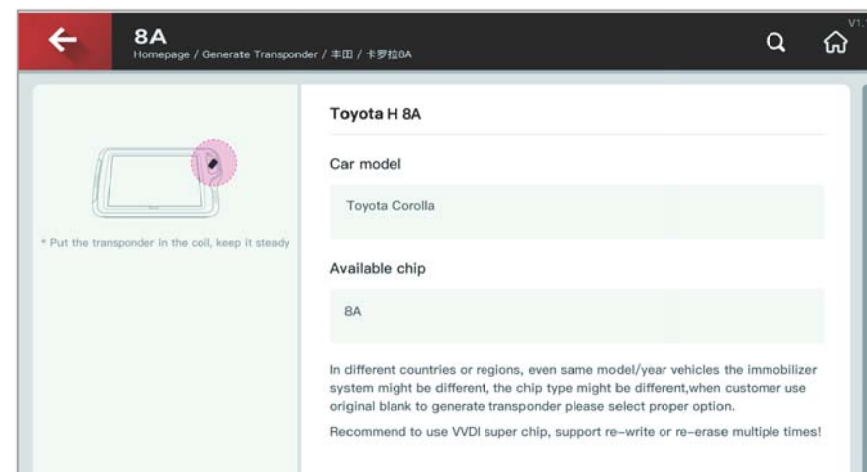 8A
V1.
Homepage / Generate Transponder / 丰田 / 卡罗拉8A
Toyota H 8A
Car model
Toyota Corolla
* Put the transponder in the coil, keep it steady
Available chip
8A
In different countries or regions, even same model/year vehicles the immobilizer
system might be different, the chip type might be different,when customer use
original blank to generate transponder please select proper option.
Recommend to use VVDI super chip, support re-write or re-erase multiple times!